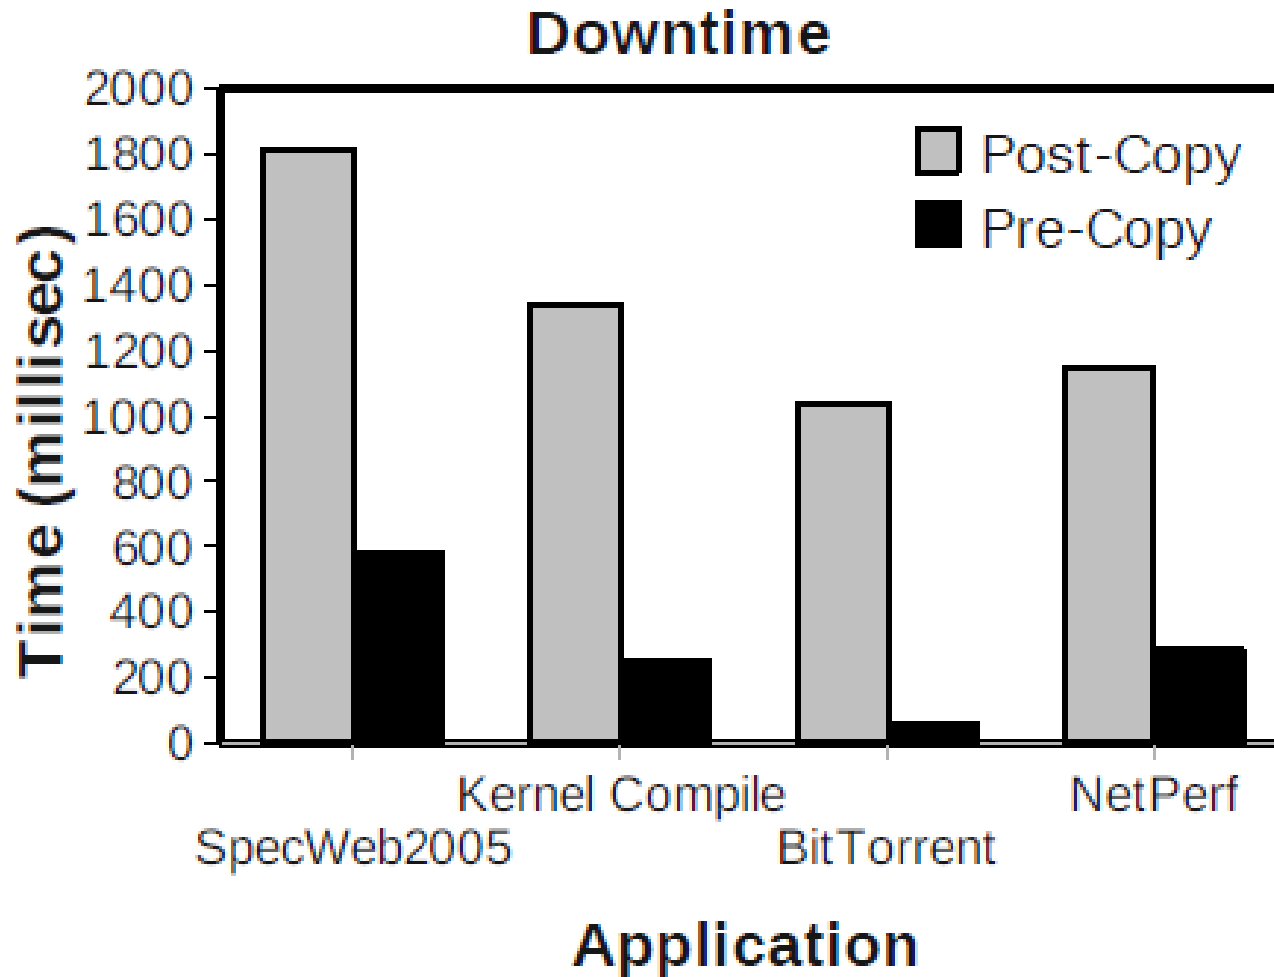 Downtime
2000
1800
1600
1400
1200
1000
800
600
400
200
0
Time (millisec)
Post-Copy
Pre-Copy
Kernel Compile
NetPerf
SpecWeb2005
BitTorrent
Application